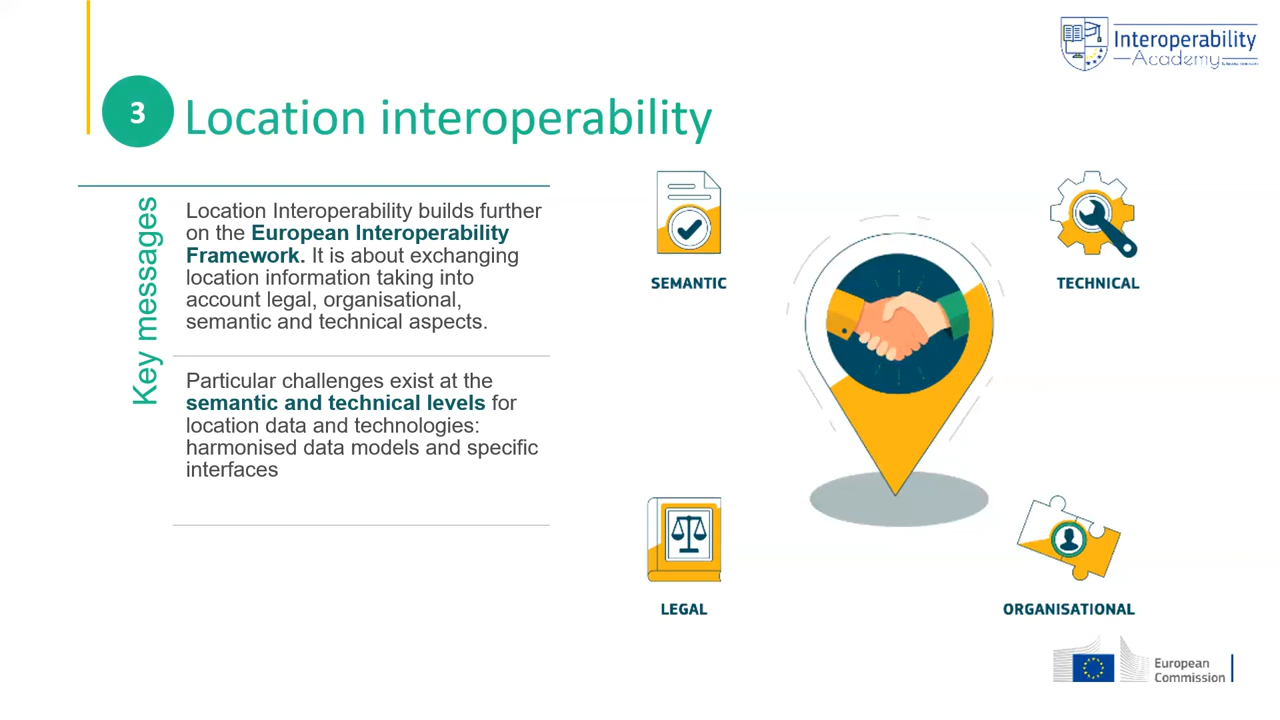 Interoperability
Academy
3
Location interoperability
Key messages
Location Interoperability builds further
on the European Interoperability
Framework. It is about exchanging
location information taking into
account legal, organisational,
semantic and technical aspects.
Particular challenges exist at the
semantic and technical levels for
location data and technologies:
harmonised data models and specific
interfaces
SEMANTIC
TECHNICAL
LEGAL
ORGANISATIONAL
European
Commission